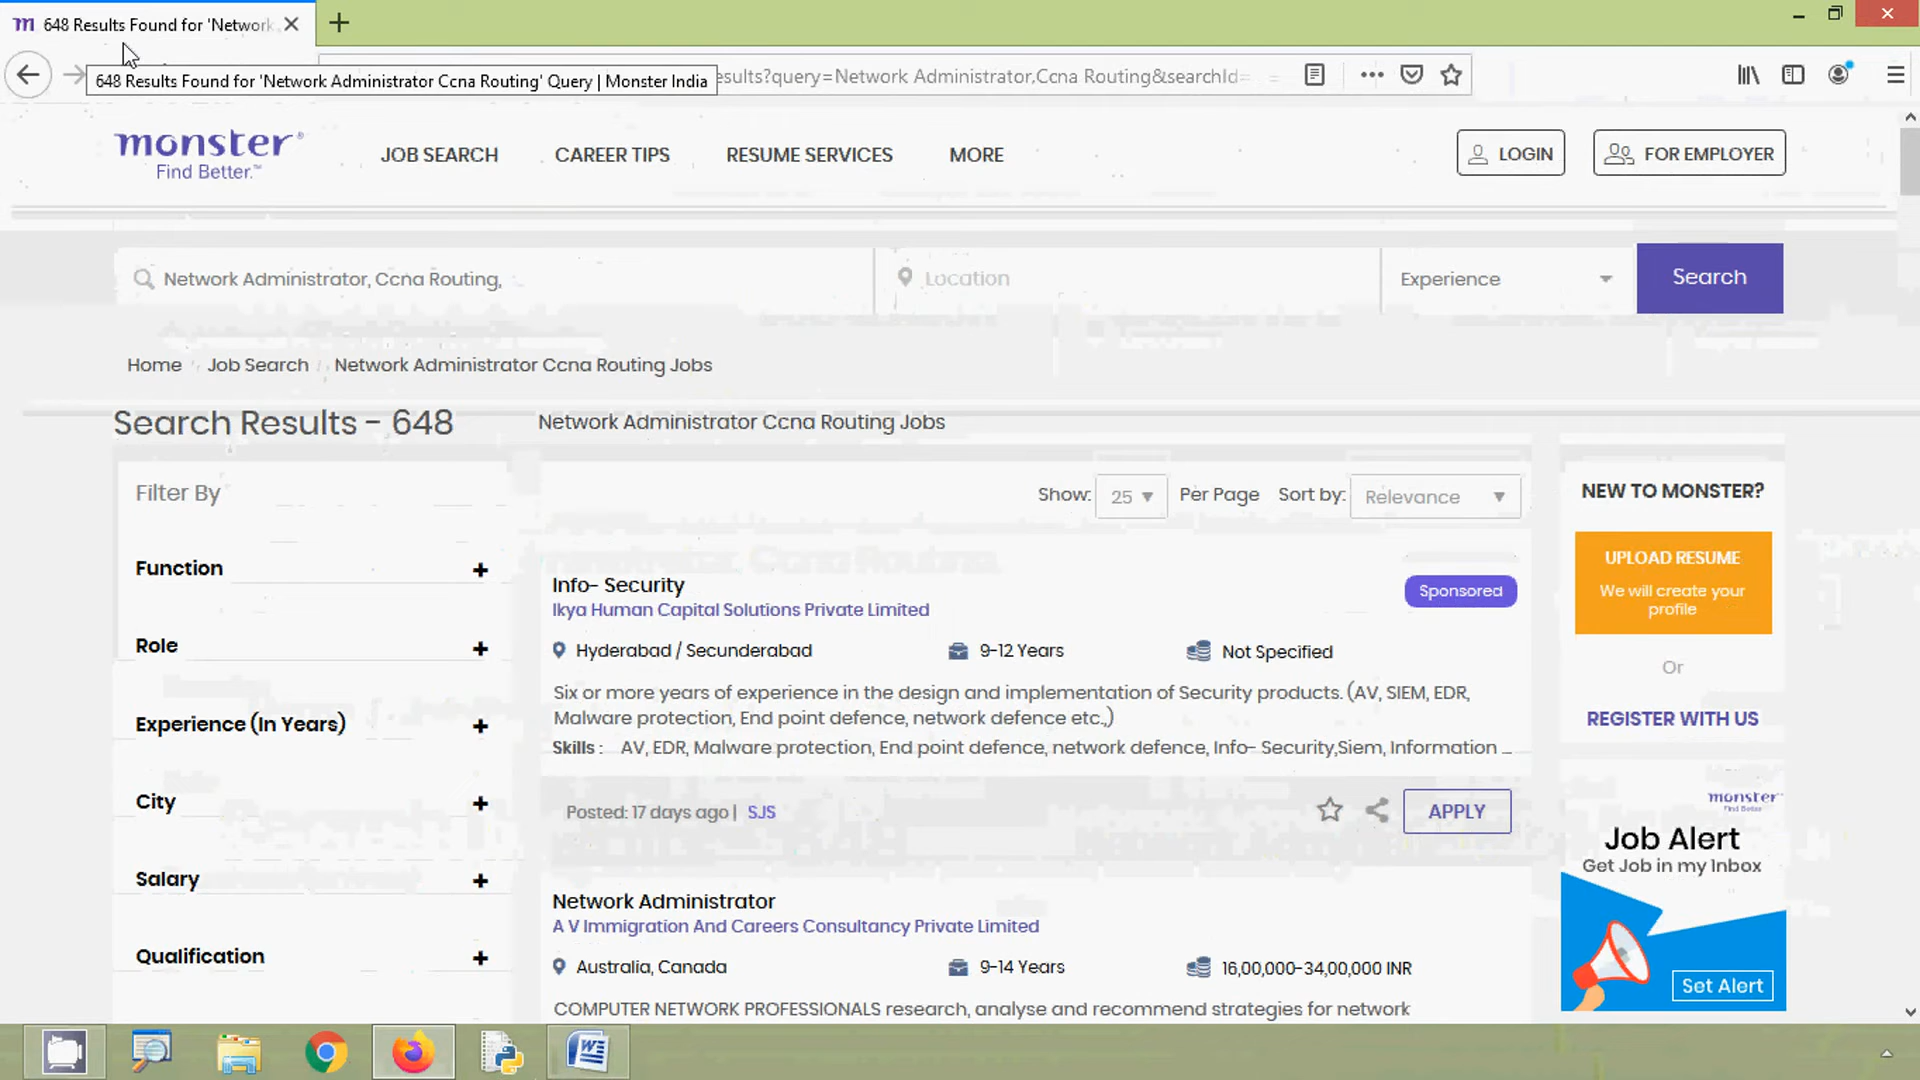 648 Results Found for 'Network
648 Results Found for 'Network Administrator Ccna Routing' Query | Monster India
esults?query=Network Administrator,Ccna Routing&searchId=
monster
Find Better.™
JOB SEARCH
CAREER TIPS
RESUME SERVICES
MORE
LOGIN
FOR EMPLOYER
Network Administrator, Ccna Routing,
Location
Experience
Search
Home / Job Search / Network Administrator Ccna Routing Jobs
Search Results - 648
Network Administrator Ccna Routing Jobs
Filter By
Function +
Role +
Experience (In Years) +
City +
Salary +
Qualification +
Show: 25 Per Page Sort by: Relevance
Info- Security
Sponsored
Ikya Human Capital Solutions Private Limited
Hyderabad / Secunderabad
9-12 Years
Not Specified
Six or more years of experience in the design and implementation of Security products. (AV, SIEM, EDR,
Malware protection, End point defence, network defence etc.,)
Skills : AV, EDR, Malware protection, End point defence, network defence, Info- Security,Siem, Information ...
Posted: 17 days ago | SJS
APPLY
Network Administrator
A V Immigration And Careers Consultancy Private Limited
Australia, Canada
9-14 Years
16,00,000-34,00,000 INR
COMPUTER NETWORK PROFESSIONALS research, analyse and recommend strategies for network
NEW TO MONSTER?
UPLOAD RESUME
We will create your
profile
Or
REGISTER WITH US
monster
Find Better
Job Alert
Get Job in my Inbox
Set Alert